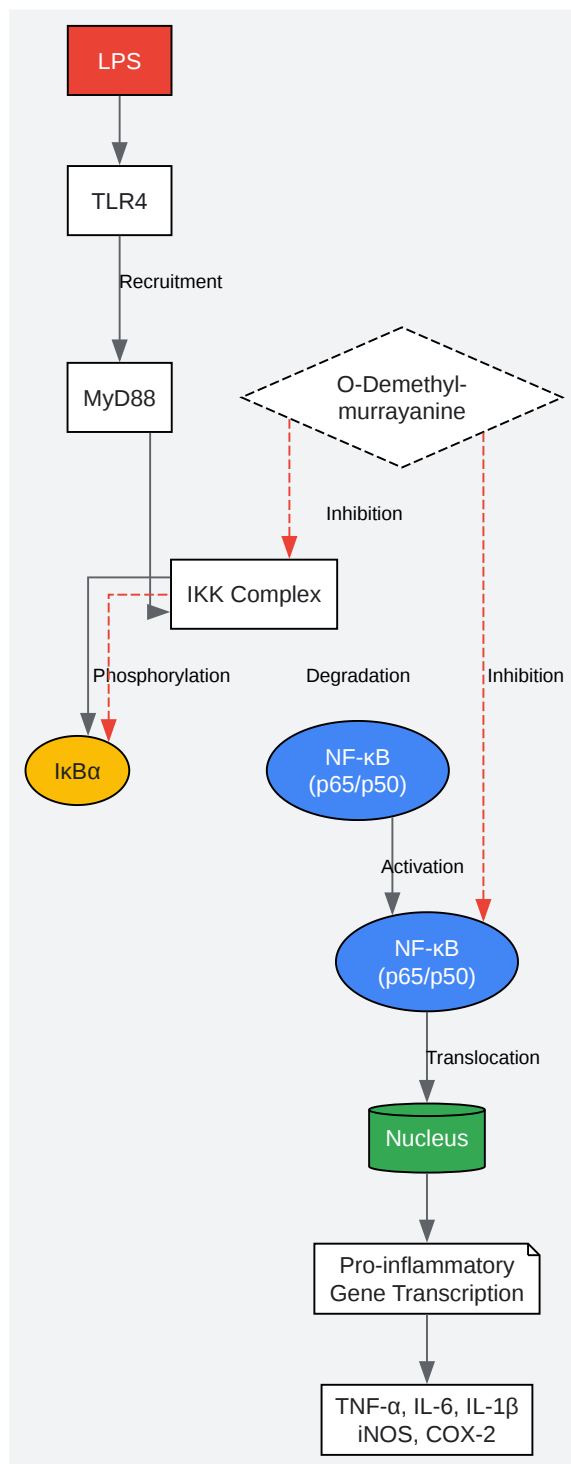 LPS
TLR4
Recruitment
MyD88
O-Demethyl-
murrayanine
Inhibition
IKK Complex
Phosphorylation
Degradation
Inhibition
IκBα
NF-κB
(p65/p50)
Activation
NF-κB
(p65/p50)
Translocation
Nucleus
Pro-inflammatory
Gene Transcription
TNF-α, IL-6, IL-1β
iNOS, COX-2